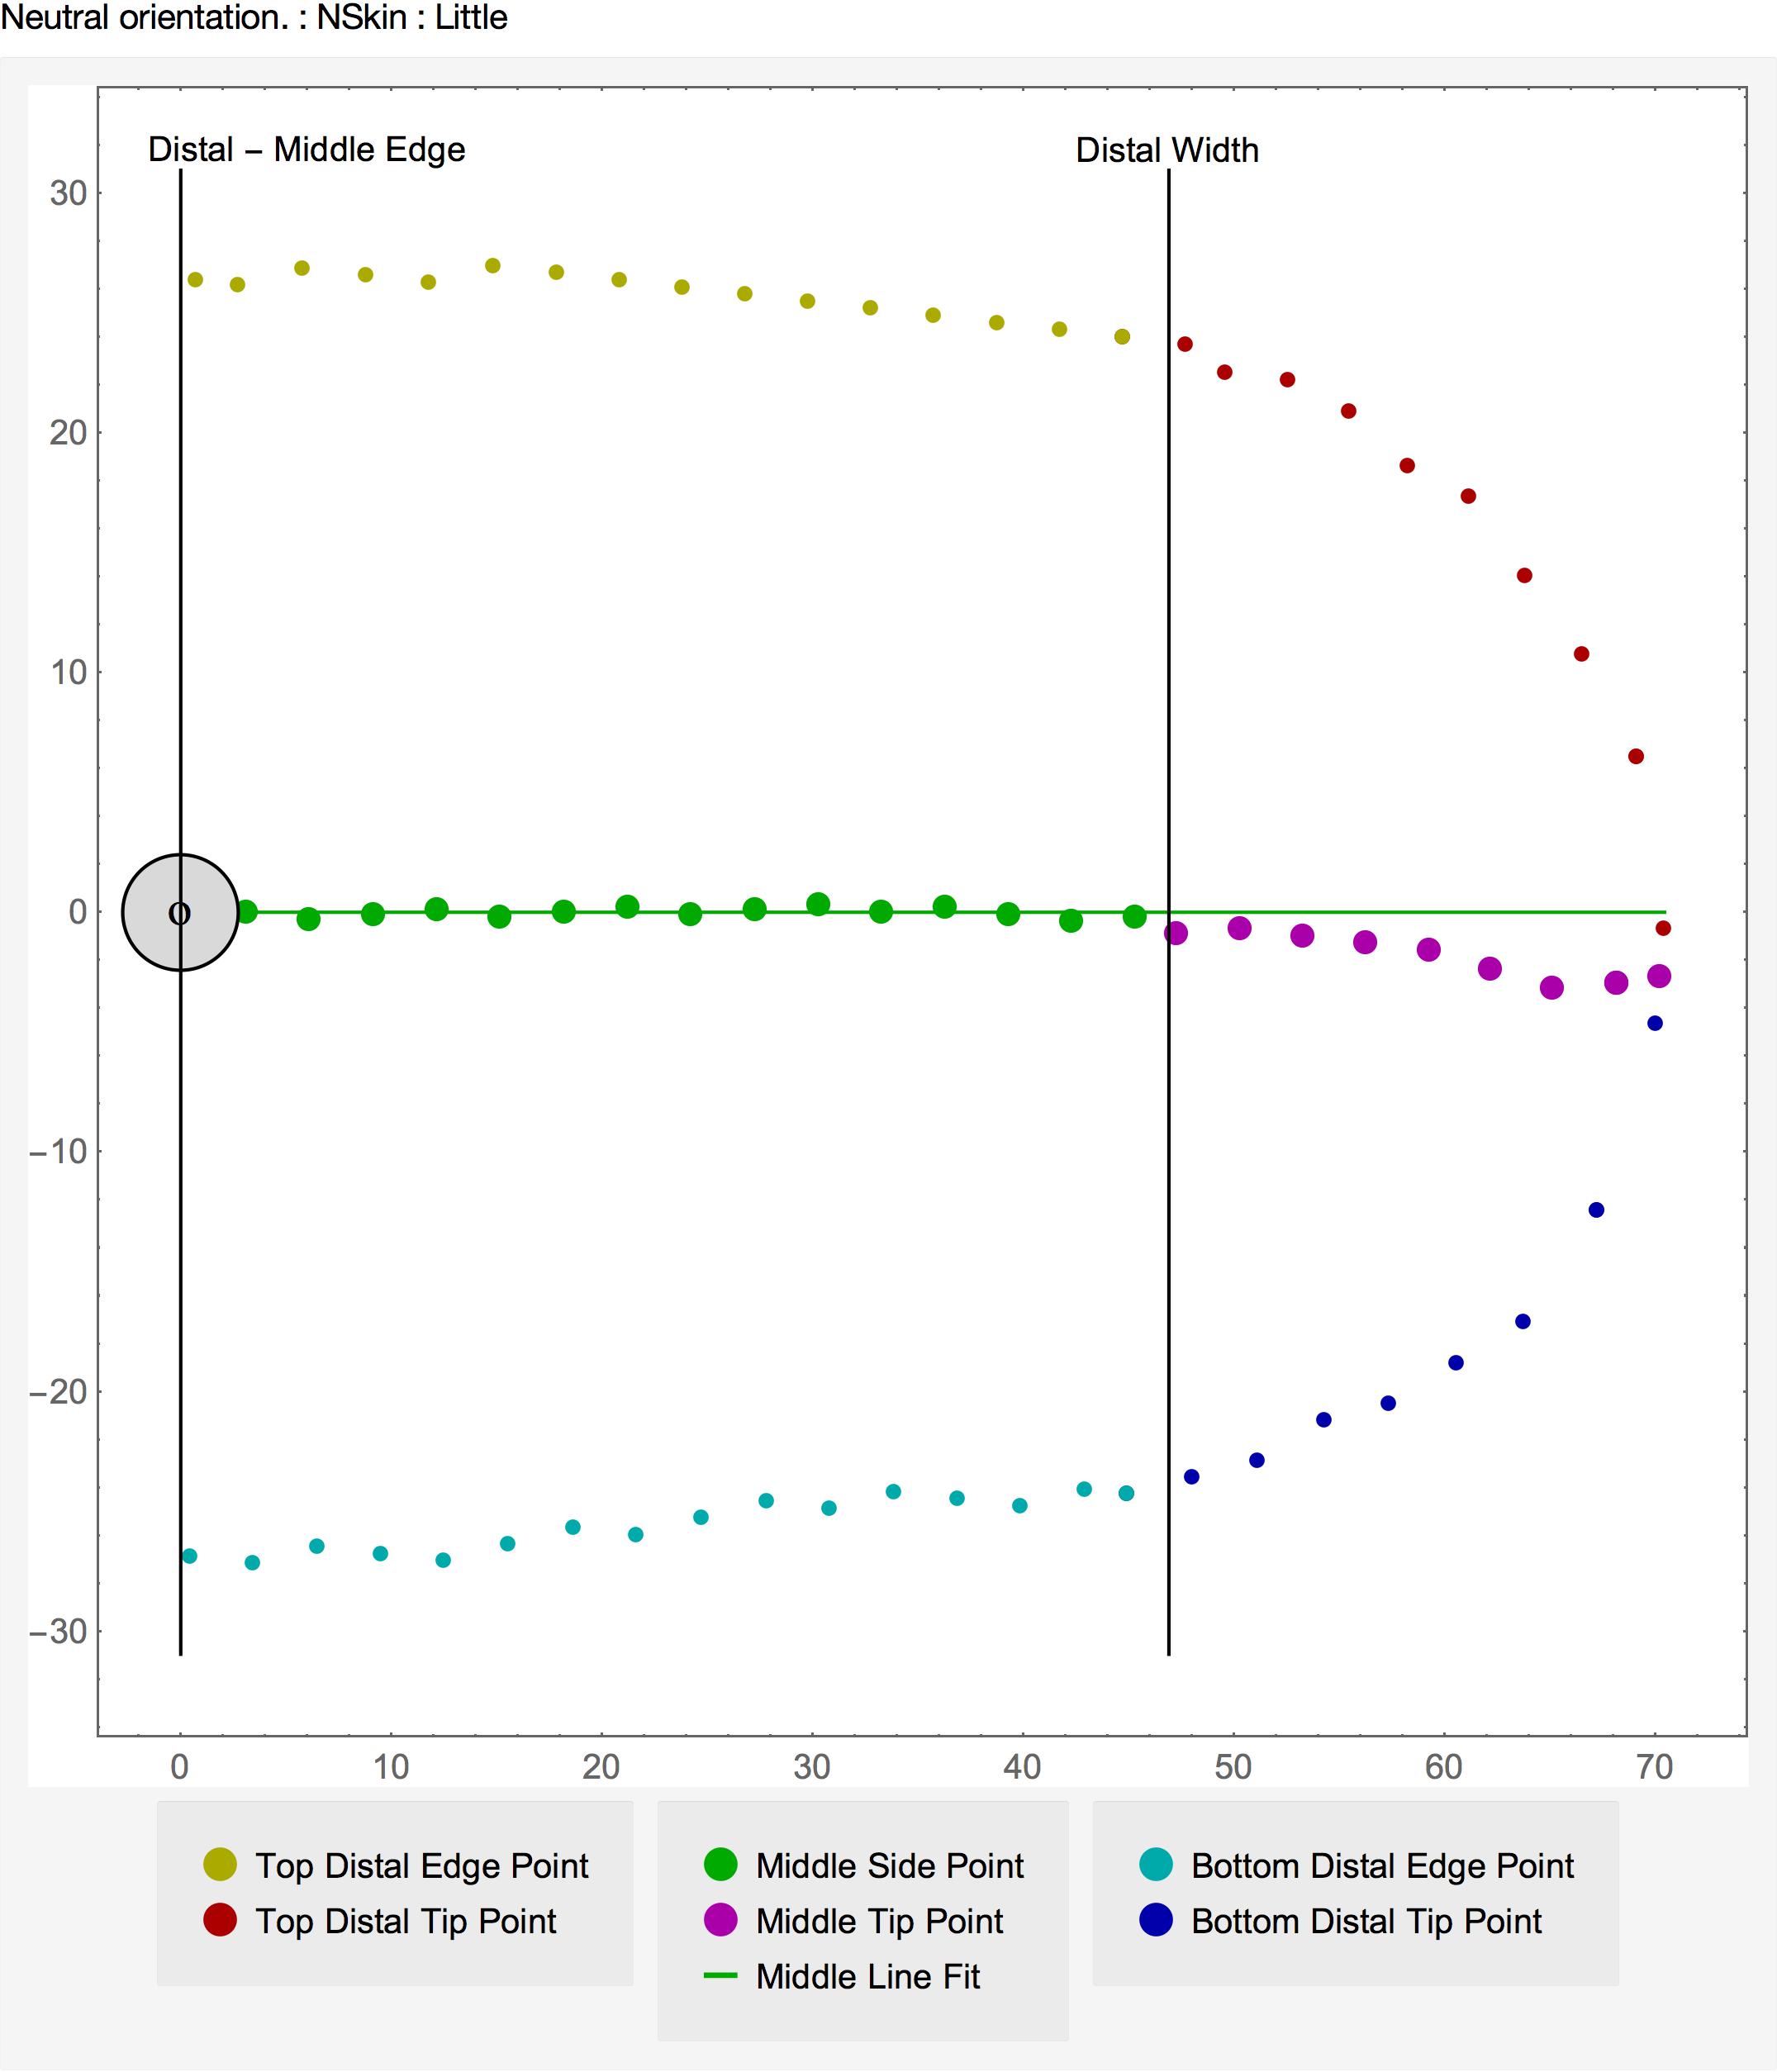 Neutral orientation. : NSkin : Little
Distal – Middle Edge
Distal Width
30
20
10
0
−10
−20
−30
0
0 10 20 30 40 50 60 70
Top Distal Edge Point
Top Distal Tip Point
Middle Side Point
Middle Tip Point
Middle Line Fit
Bottom Distal Edge Point
Bottom Distal Tip Point